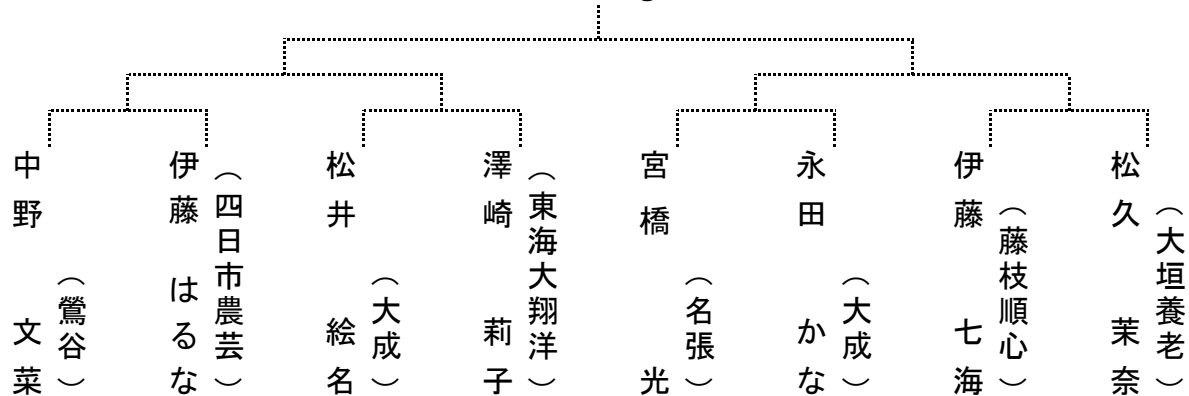 中野 文菜
（鶯谷）
伊藤 はるな
（四日市農芸）
松井 絵名
（大成）
澤崎 莉子
（東海大翔洋）
宮橋 光
（名張）
永田 かな
（大成）
伊藤 七海
（藤枝順心）
松久 茉奈
（大垣養老）